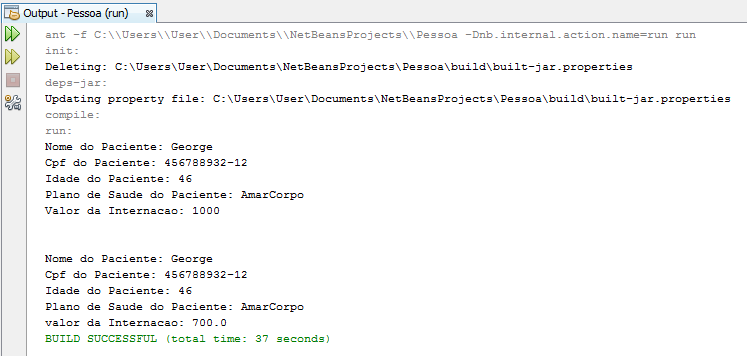 Output - Pessoa (run)
ant -f C:\\Users\\User\\Documents\\NetBeansProjects\\Pessoa -Dnb.internal.action.name=run run
init:
Deleting: C:\Users\User\Documents\NetBeansProjects\Pessoa\build\built-jar.properties
deps-jar:
Updating property file: C:\Users\User\Documents\NetBeansProjects\Pessoa\build\built-jar.properties
compile:
run:
Nome do Paciente: George
Cpf do Paciente: 456788932-12
Idade do Paciente: 46
Plano de Saude do Paciente: AmarCorpo
Valor da Internacao: 1000
Nome do Paciente: George
Cpf do Paciente: 456788932-12
Idade do Paciente: 46
Plano de Saude do Paciente: AmarCorpo
valor da Internacao: 700.0
BUILD SUCCESSFUL (total time: 37 seconds)